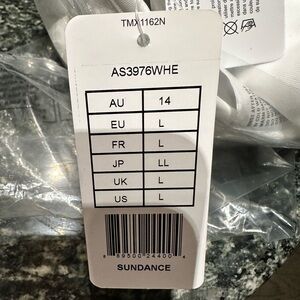 TMX1162N
AS3976WHE
AU 14
EU L
FR L
JP LL
UK L
US L
SUNDANCE